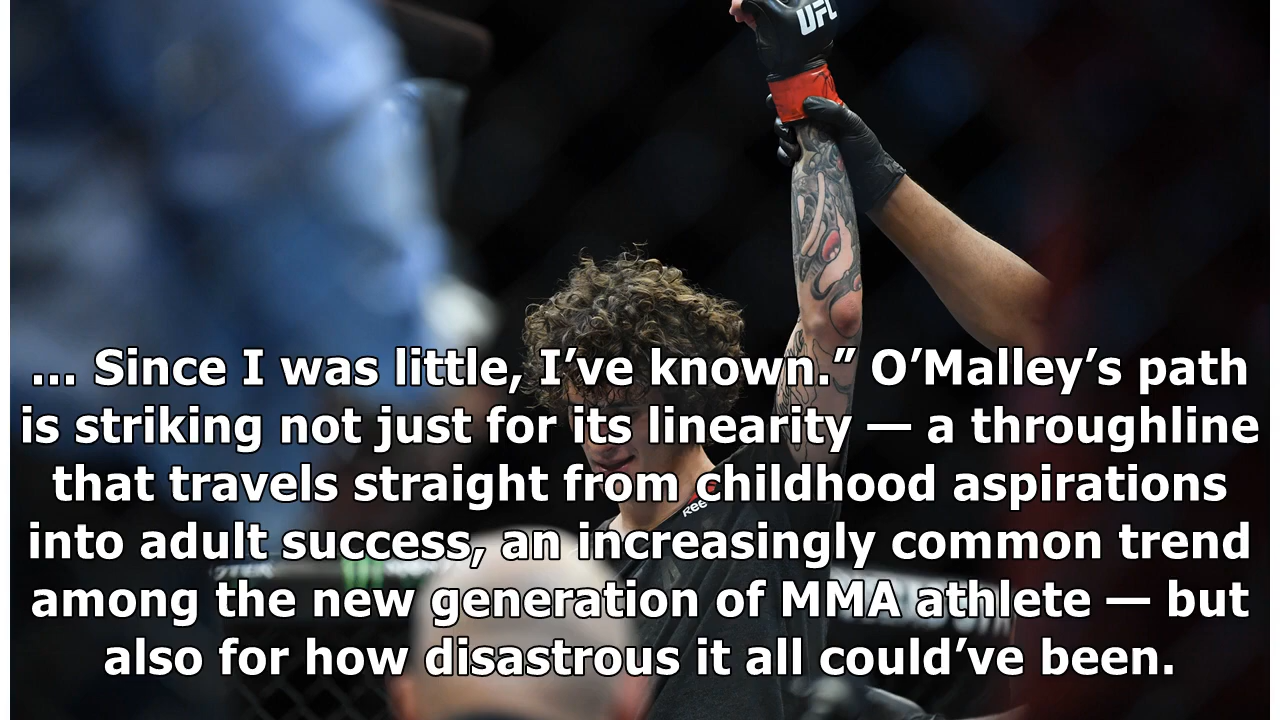 UFC
... Since I was little, I’ve known.” O’Malley’s path
is striking not just for its linearity — a throughline
that travels straight from childhood aspirations
Ree
into adult success, an increasingly common trend
among the new generation of MMA athlete — but
also for how disastrous it all could’ve been.